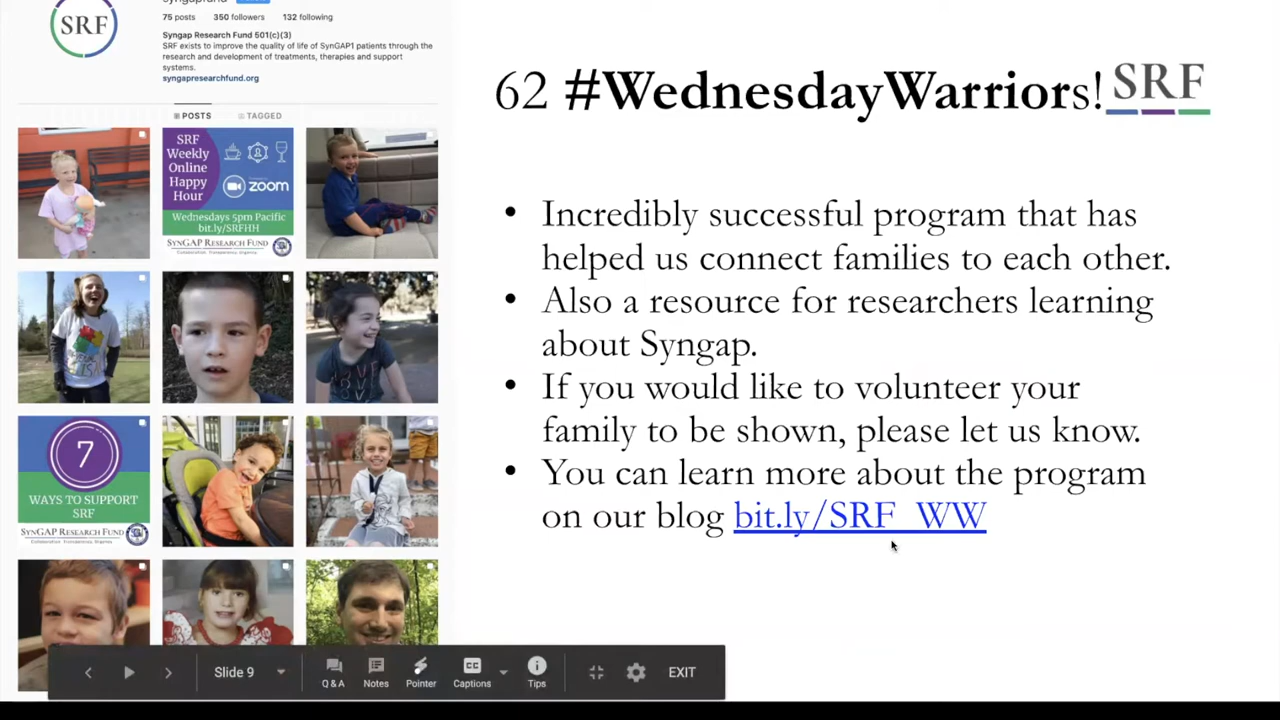 SRF
75 posts 350 followers 132 following
Syngap Research Fund 501(c)(3)
SRF exists to improve the quality of life of SynGAP1 patients through the
research and development of treatments, therapies and support
systems.
syngapresearchfund.org
POSTS TAGGED
SRF
Weekly
Online
Happy
Hour
zoom
Wednesdays 5pm Pacific
bit.ly/SRFHH
SYNGAP RESEARCH FUND
7
WAYS TO SUPPORT
SRF
SYNGAP RESEARCH FUND
62 #WednesdayWarriors!
SRF
• Incredibly successful program that has
helped us connect families to each other.
• Also a resource for researchers learning
about Syngap.
• If you would like to volunteer your
family to be shown, please let us know.
• You can learn more about the program
on our blog bit.ly/SRF_WW
Slide 9
Q & A
Notes
Pointer
CC
Captions
Tips
EXIT